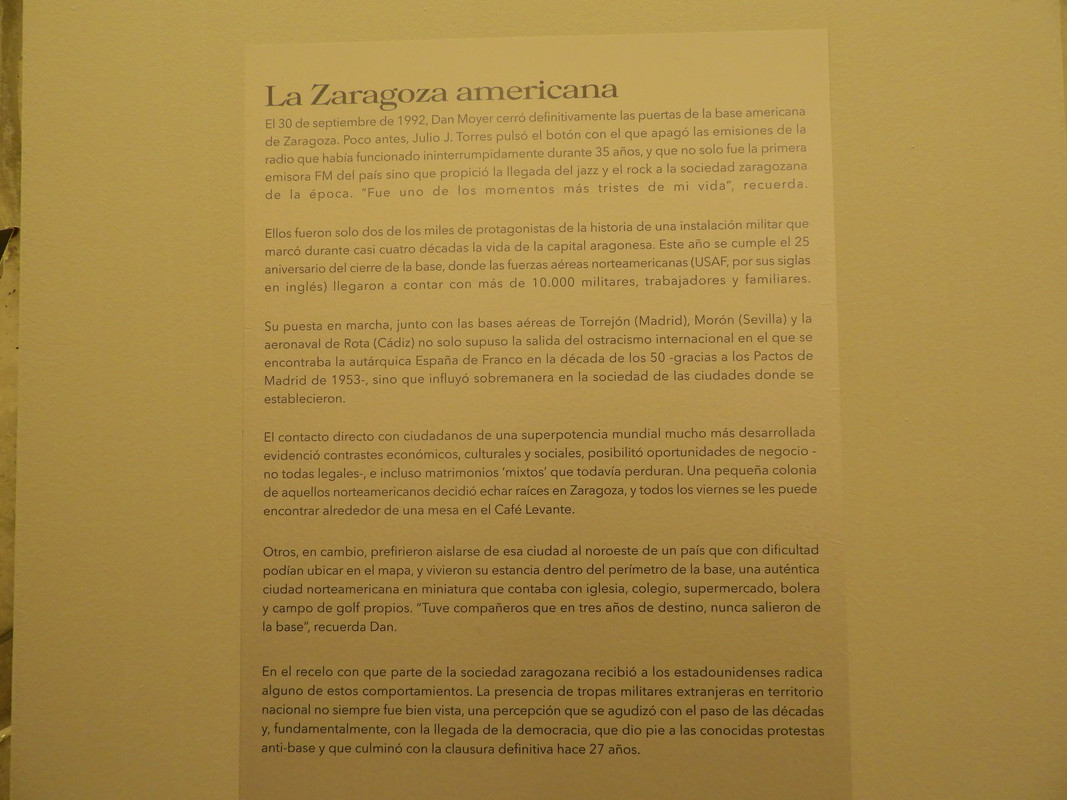 La Zaragoza americana
El 30 de septiembre de 1992, Dan Moyer cerró definitivamente las puertas de la base americana
de Zaragoza. Poco antes, Julio J. Torres pulsó el botón con el que apagó las emisiones de la
radio que había funcionado ininterrumpidamente durante 35 años, y que no solo fue la primera
emisora FM del país sino que propició la llegada del jazz y el rock a la sociedad zaragozana
de la época. "Fue uno de los momentos más tristes de mi vida", recuerda.
Ellos fueron solo dos de los miles de protagonistas de la historia de una instalación militar que
marcó durante casi cuatro décadas la vida de la capital aragonesa. Este año se cumple el 25
aniversario del cierre de la base, donde las fuerzas aéreas norteamericanas (USAF, por sus siglas
en inglés) llegaron a contar con más de 10.000 militares, trabajadores y familiares.
Su puesta en marcha, junto con las bases aéreas de Torrejón (Madrid), Morón (Sevilla) y la
aeronaval de Rota (Cádiz) no solo supuso la salida del ostracismo internacional en el que se
encontraba la autárquica España de Franco en la década de los 50 -gracias a los Pactos de
Madrid de 1953-, sino que influyó sobremanera en la sociedad de las ciudades donde se
establecieron.
El contacto directo con ciudadanos de una superpotencia mundial mucho más desarrollada
evidenció contrastes económicos, culturales y sociales, posibilitó oportunidades de negocio -
no todas legales-, e incluso matrimonios 'mixtos' que todavía perduran. Una pequeña colonia
de aquellos norteamericanos decidió echar raíces en Zaragoza, y todos los viernes se les puede
encontrar alrededor de una mesa en el Café Levante.
Otros, en cambio, prefirieron aislarse de esa ciudad al noroeste de un país que con dificultad
podían ubicar en el mapa, y vivieron su estancia dentro del perímetro de la base, una auténtica
ciudad norteamericana en miniatura que contaba con iglesia, colegio, supermercado, bolera
y campo de golf propios. "Tuve compañeros que en tres años de destino, nunca salieron de
la base", recuerda Dan.
En el recelo con que parte de la sociedad zaragozana recibió a los estadounidenses radica
alguno de estos comportamientos. La presencia de tropas militares extranjeras en territorio
nacional no siempre fue bien vista, una percepción que se agudizó con el paso de las décadas
y, fundamentalmente, con la llegada de la democracia, que dio pie a las conocidas protestas
anti-base y que culminó con la clausura definitiva hace 27 años.